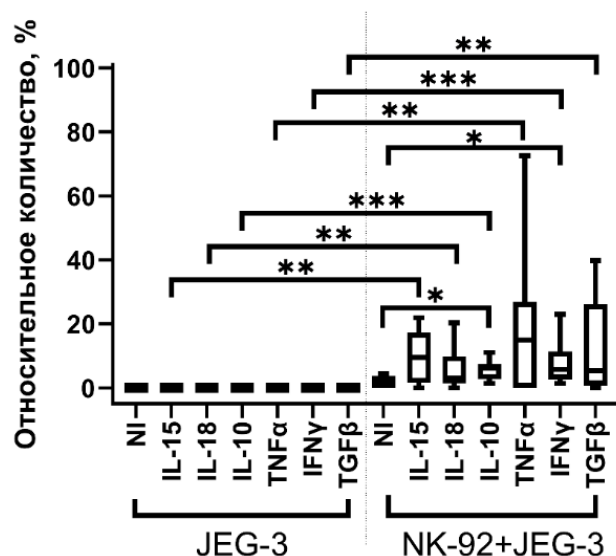 Относительное количество, %
100
80
60
40
20
0
**
***
**
*
***
**
**
*
NI
IL-15
IL-18
IL-10
TNFα
IFNγ
TGFβ
NI
IL-15
IL-18
IL-10
TNFα
IFNγ
TGFβ
JEG-3
NK-92+JEG-3